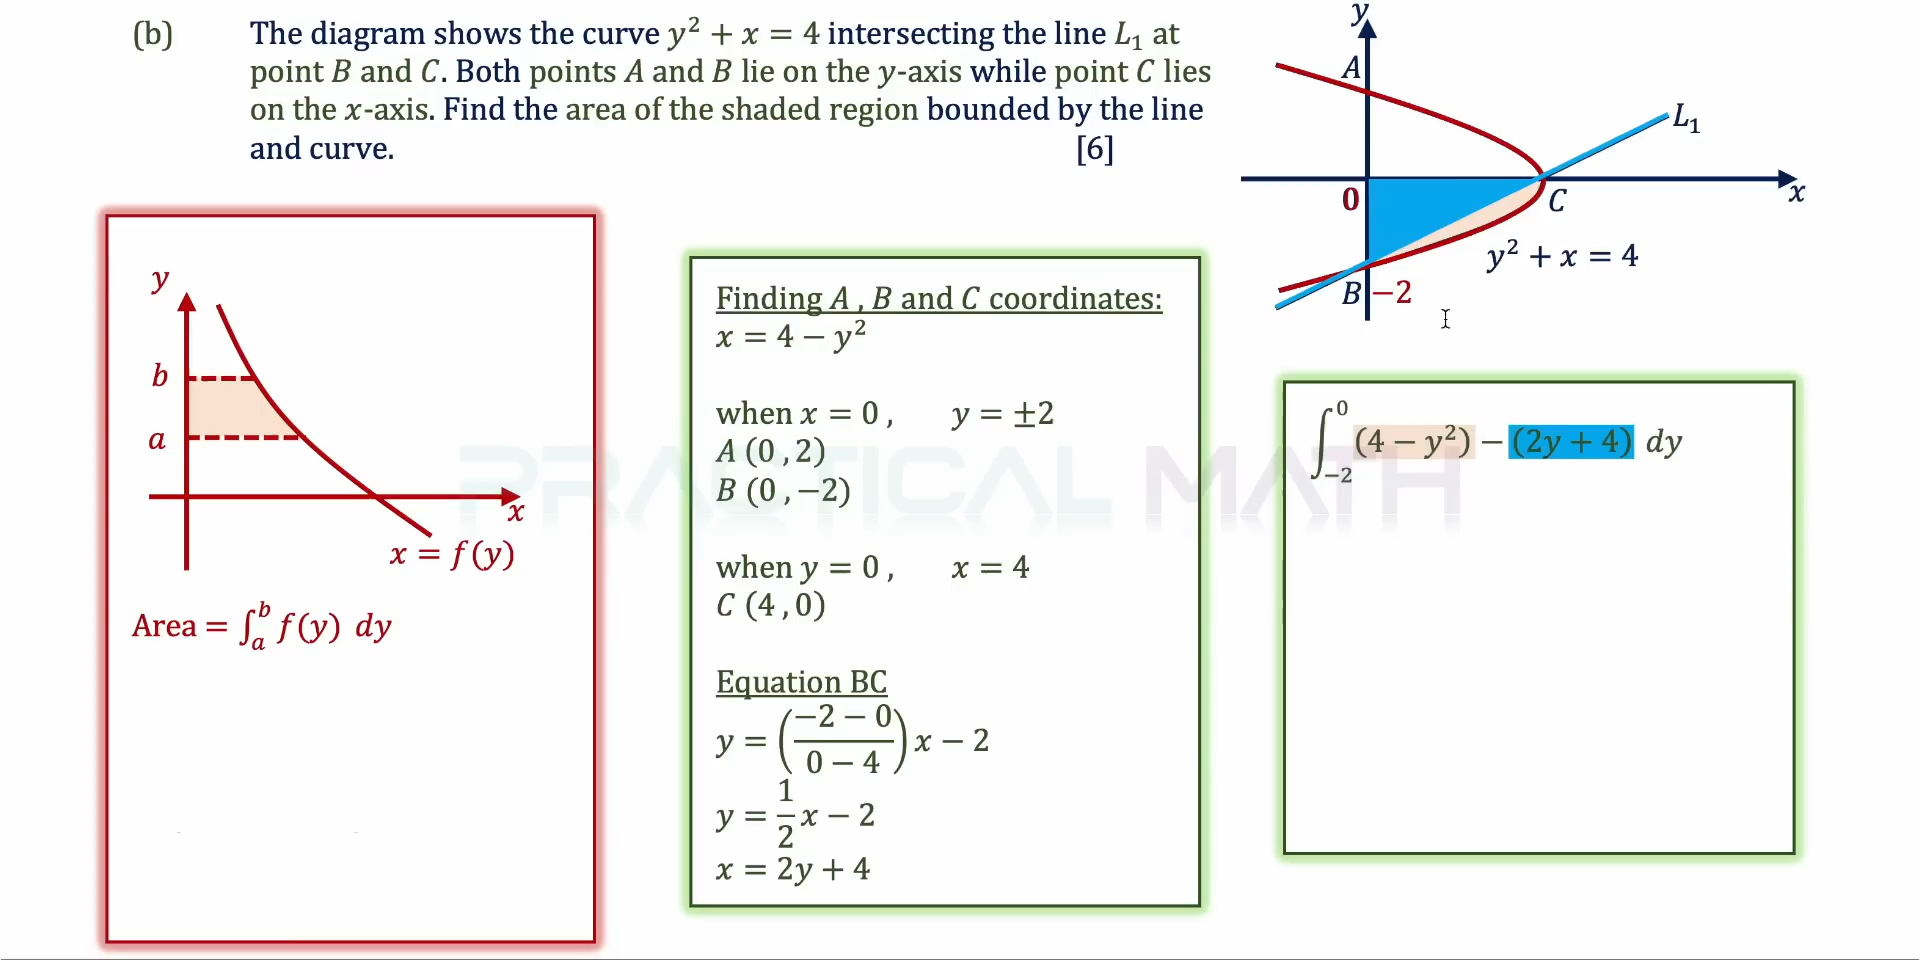 (b) The diagram shows the curve y² + x = 4 intersecting the line L₁ at
point B and C. Both points A and B lie on the y-axis while point C lies
on the x-axis. Find the area of the shaded region bounded by the line
and curve. [6]
y
A
L₁
0
C
x
y² + x = 4
B
−2
y
b
a
x
x = f(y)
Area = ∫ₐᵇ f(y) dy
Finding A , B and C coordinates:
x = 4 − y²
when x = 0 , y = ±2
A (0 , 2)
B (0 , −2)
when y = 0 , x = 4
C (4 , 0)
Equation BC
y = ((−2 − 0)/(0 − 4)) x − 2
y = 1/2 x − 2
x = 2y + 4
∫₋₂⁰ (4 − y²) − (2y + 4) dy
PRACTICAL MATH